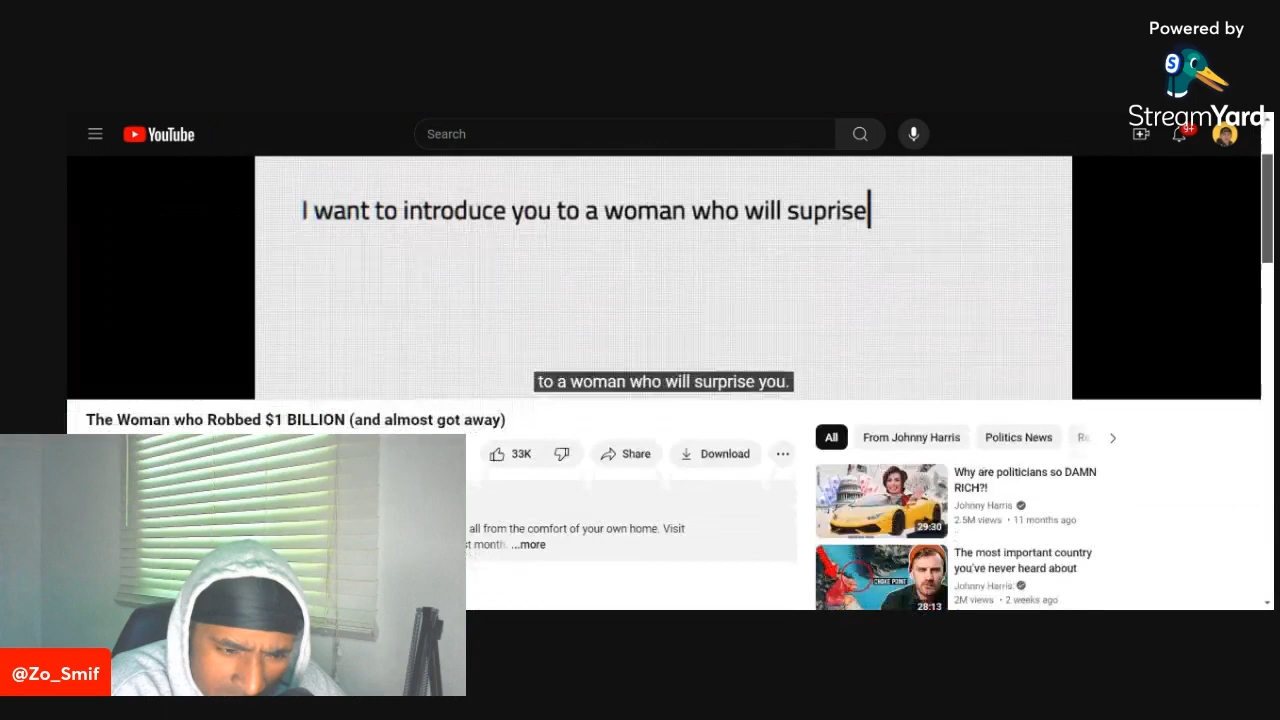 Powered by
S
StreamYard
YouTube
Search
9+
I want to introduce you to a woman who will suprise
to a woman who will surprise you.
The Woman who Robbed $1 BILLION (and almost got away)
33K
Share
Download
...
all from the comfort of your own home. Visit
st month. ...more
All
From Johnny Harris
Politics News
Re
Why are politicians so DAMN
RICH?!
Johnny Harris
2.5M views • 11 months ago
29:30
The most important country
you've never heard about
Johnny Harris
2M views • 2 weeks ago
CHOKE POINT
28:13
@Zo_Smif